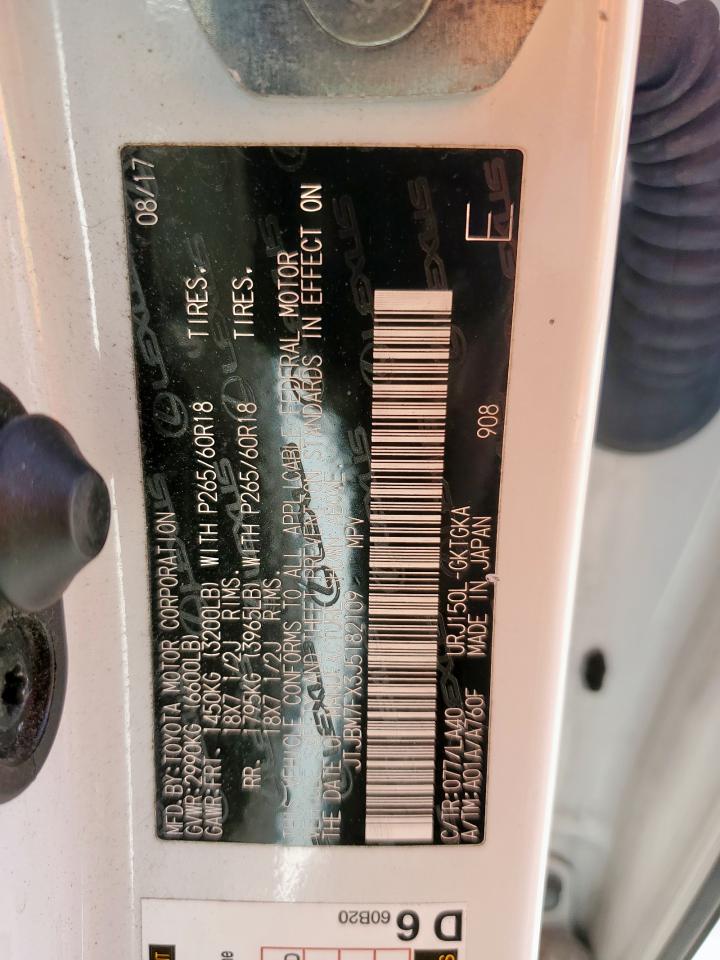 MFD. BY: TOYOTA MOTOR CORPORATION 08/17
GVWR: 2990KG (6600LB)
GAWR: FRT. 1450KG (3200LB) WITH P265/60R18 TIRES.
18X7 1/2J RIMS.
RR. 1795KG (3965LB) WITH P265/60R18 TIRES.
18X7 1/2J RIMS.
THIS VEHICLE CONFORMS TO ALL APPLICABLE FEDERAL MOTOR
VEHICLE SAFETY AND THEFT PREVENTION STANDARDS IN EFFECT ON
THE DATE OF MANUFACTURE SHOWN ABOVE.
JTJBM7FX3J5182109 MPV
C/TR: 077/LA40 URJ150L-GKTGKA
A/TM: A01A/A760F MADE IN JAPAN 908
E
LEXUS
D 6
60B20